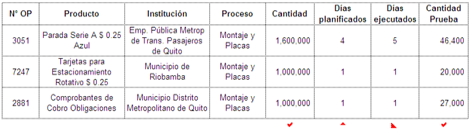 N° OP Producto Institución Proceso Cantidad Días planificados Días ejecutados Cantidad Prueba
3051 Parada Serie A $ 0.25 Azul Emp. Pública Metrop de Trans. Pasajeros de Quito Montaje y Placas 1,600,000 4 5 46,400
7247 Tarjetas para Estacionamiento Rotativo $ 0.25 Municipio de Riobamba Montaje y Placas 1,000,000 1 1 20,000
2881 Comprobantes de Cobro Obligaciones Municipio Distrito Metropolitano de Quito Montaje y Placas 1,000,000 1 1 27,000